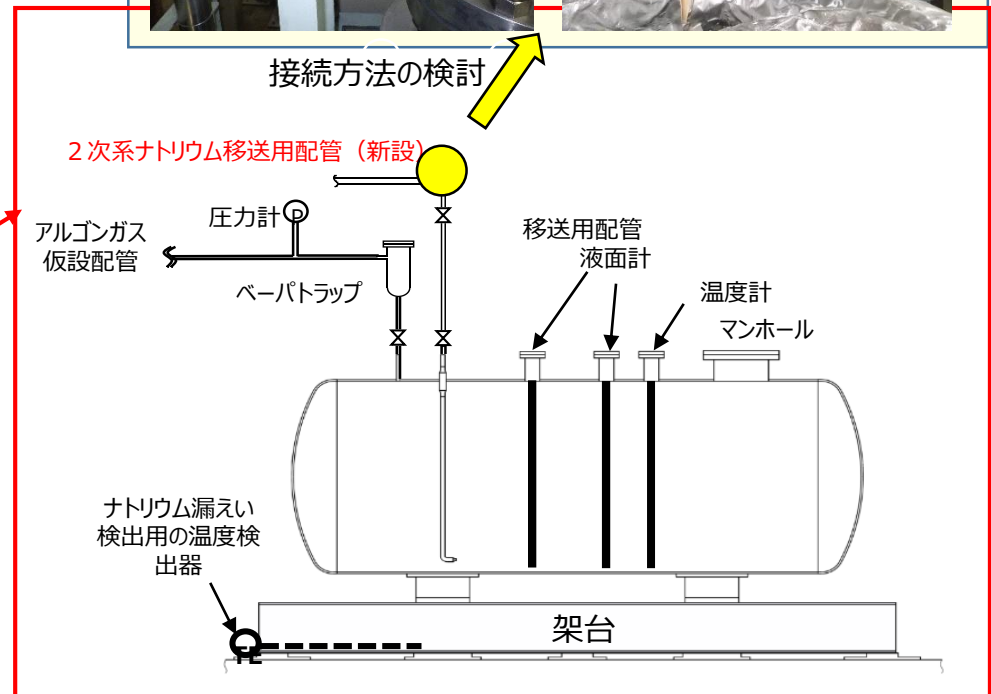 接続方法の検討
２次系ナトリウム移送用配管（新設）
圧力計
P
アルゴンガス
仮設配管
ベーパトラップ
移送用配管
液面計
温度計
マンホール
ナトリウム漏えい
検出用の温度検
出器
TE
架台